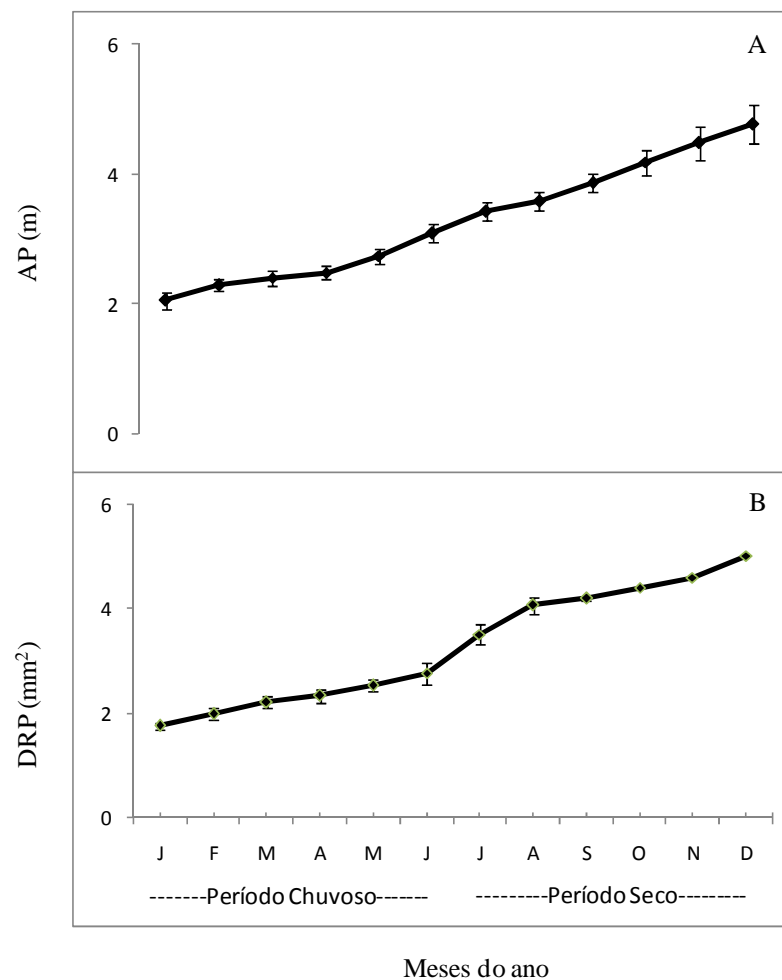 A
6
4
2
0
AP (m)
B
6
4
2
0
DRP (mm²)
J F M A M J J A S O N D
-------Período Chuvoso------- --------Período Seco--------
Meses do ano